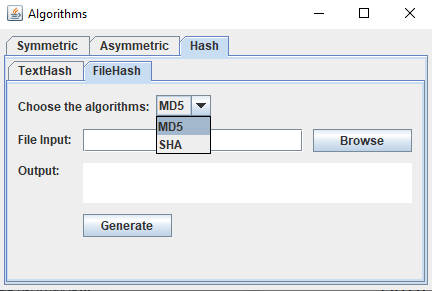 Algorithms
Symmetric Asymmetric Hash
TextHash FileHash
Choose the algorithms: MD5
MD5
SHA
File Input: Browse
Output:
Generate